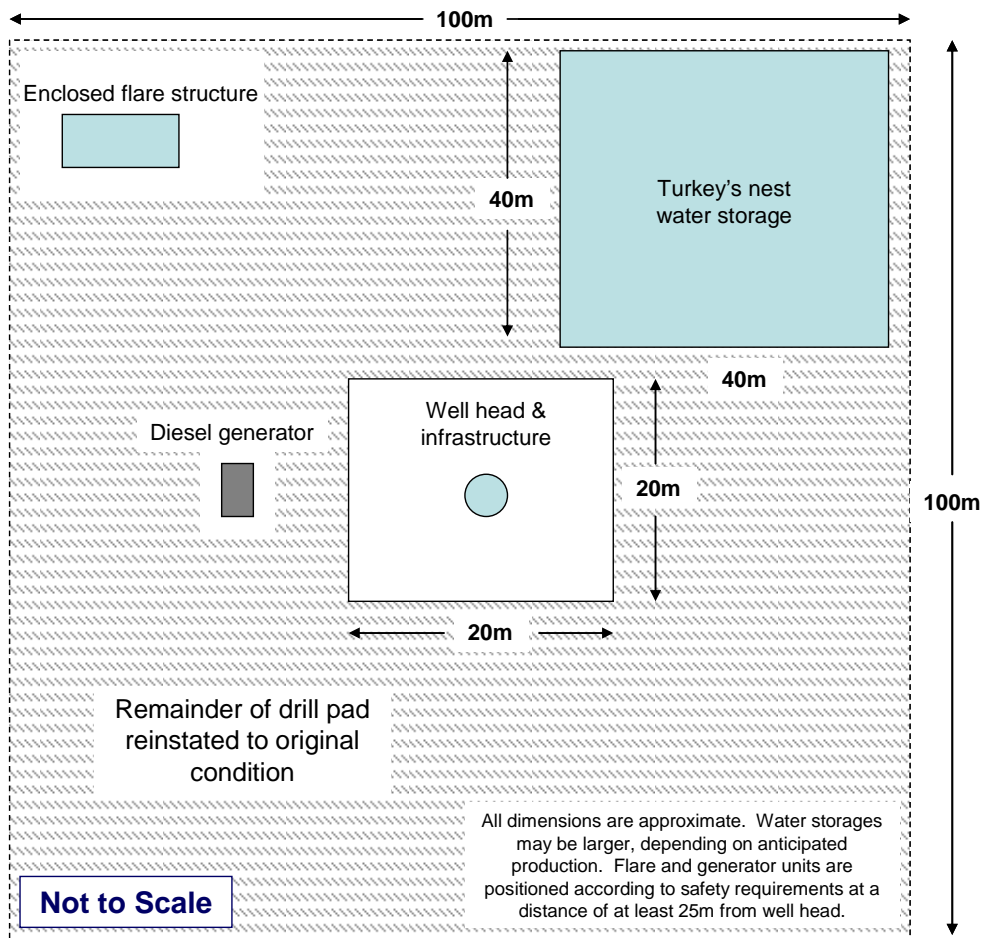 100m
Enclosed flare structure
40m
Turkey's nest
water storage
40m
Well head &
infrastructure
Diesel generator
20m
100m
20m
Remainder of drill pad
reinstated to original
condition
All dimensions are approximate. Water storages
may be larger, depending on anticipated
production. Flare and generator units are
positioned according to safety requirements at a
distance of at least 25m from well head.
Not to Scale